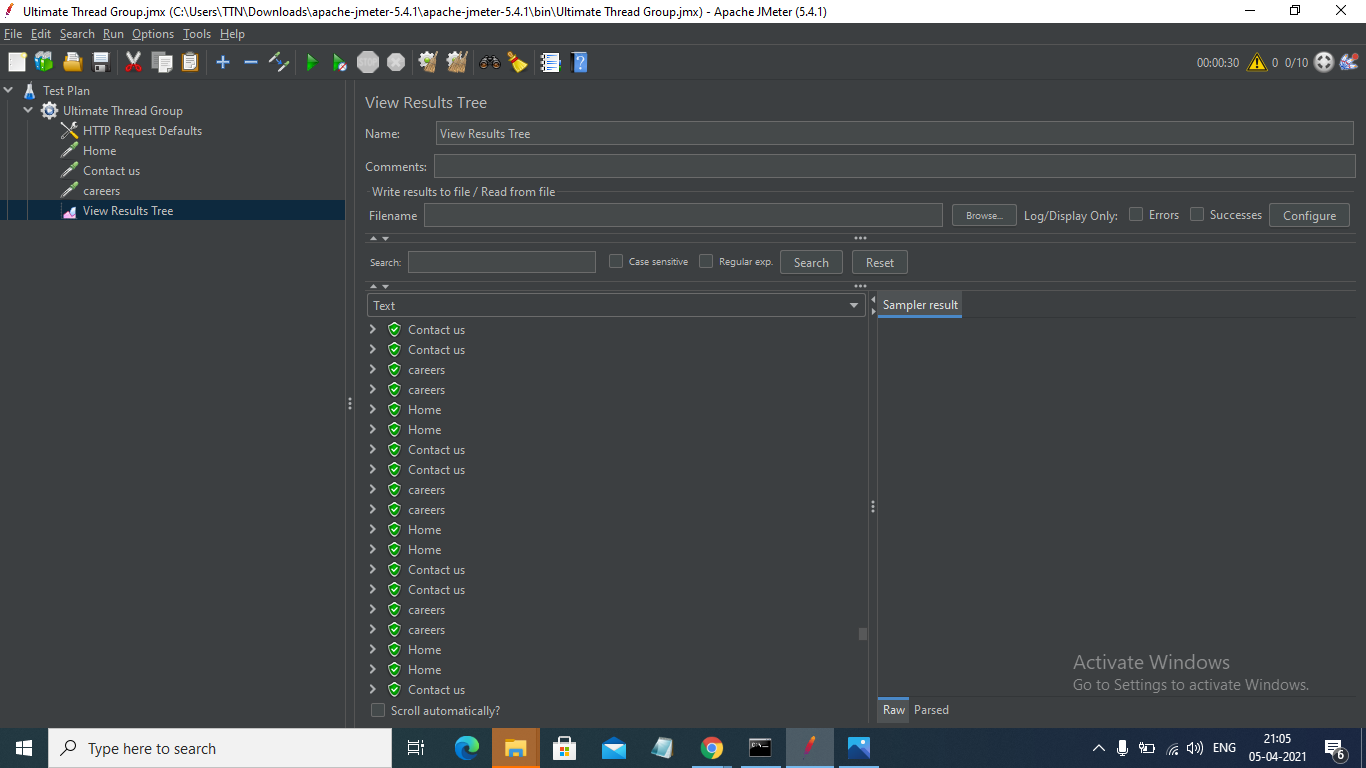 Ultimate Thread Group.jmx (C:\Users\TTN\Downloads\apache-jmeter-5.4.1\apache-jmeter-5.4.1\bin\Ultimate Thread Group.jmx) - Apache JMeter (5.4.1)
File Edit Search Run Options Tools Help
STOP 00:00:30 0 0/10
Test Plan
Ultimate Thread Group
HTTP Request Defaults
Home
Contact us
careers
View Results Tree
View Results Tree
Name: View Results Tree
Comments:
Write results to file / Read from file
Filename Browse... Log/Display Only: Errors Successes Configure
Search: Case sensitive Regular exp. Search Reset
Text
Sampler result
Contact us
Contact us
careers
careers
Home
Home
Contact us
Contact us
careers
careers
Home
Home
Contact us
Contact us
careers
careers
Home
Home
Contact us
Scroll automatically?
Raw Parsed
Activate Windows
Go to Settings to activate Windows.
Type here to search
ENG
21:05
05-04-2021
6